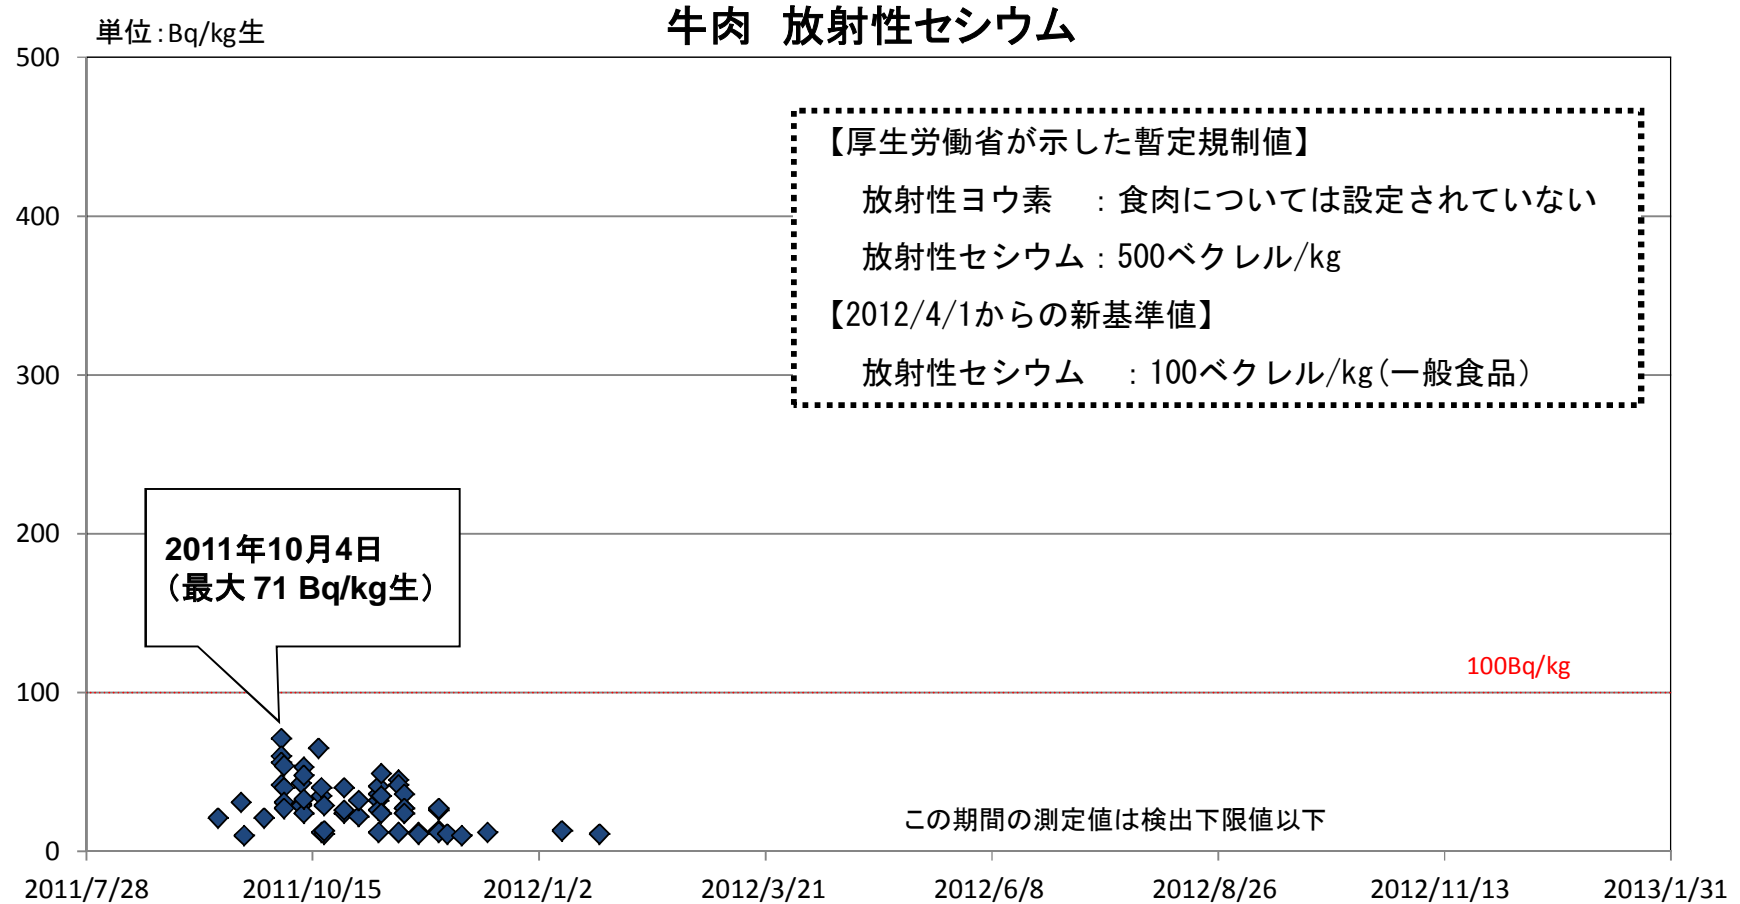 牛肉　放射性セシウム
単位：Bq/kg生
500
400
300
200
100
0
【厚生労働省が示した暫定規制値】
放射性ヨウ素　：食肉については設定されていない
放射性セシウム：500ベクレル/kg
【2012/4/1からの新基準値】
放射性セシウム　：100ベクレル/kg（一般食品）
2011年10月4日
（最大 71 Bq/kg生）
100Bq/kg
この期間の測定値は検出下限値以下
2011/7/28 2011/10/15 2012/1/2 2012/3/21 2012/6/8 2012/8/26 2012/11/13 2013/1/31